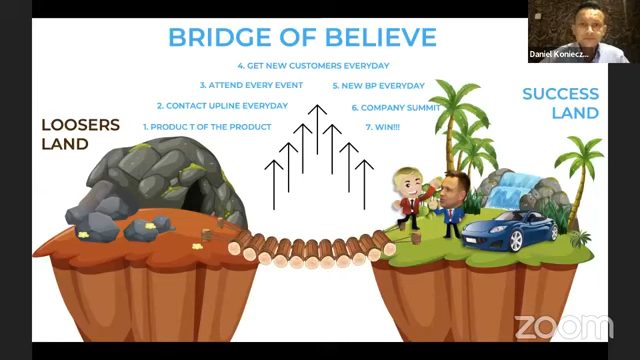 BRIDGE OF BELIEVE
4. GET NEW CUSTOMERS EVERYDAY
3. ATTEND EVERY EVENT
5. NEW BP EVERYDAY
2. CONTACT UPLINE EVERYDAY
6. COMPANY SUMMIT
1. PRODUC T OF THE PRODUCT
7. WIN!!!
LOOSERS
LAND
SUCCESS
LAND
Daniel Koniecz...
zoom